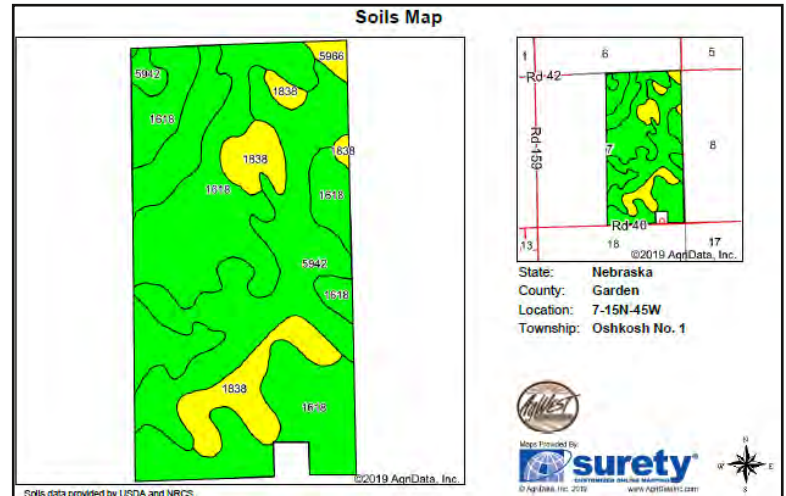 Soils Map
5966
5942
1838
1618
1838
1838
1618
1618
5942
1618
1838
1618
©2019 AgriData, Inc.
Soils data provided by USDA and NRCS.
1
6
5
Rd 42
Rd 159
7
8
13
18
17
©2019 AgriData, Inc.
State: Nebraska
County: Garden
Location: 7-15N-45W
Township: Oshkosh No. 1
AgWest
Maps Provided By:
surety
CUSTOMIZED ONLINE MAPPING
© AgriData, Inc. 2019
www.AgriDataInc.com
N
W
E
S